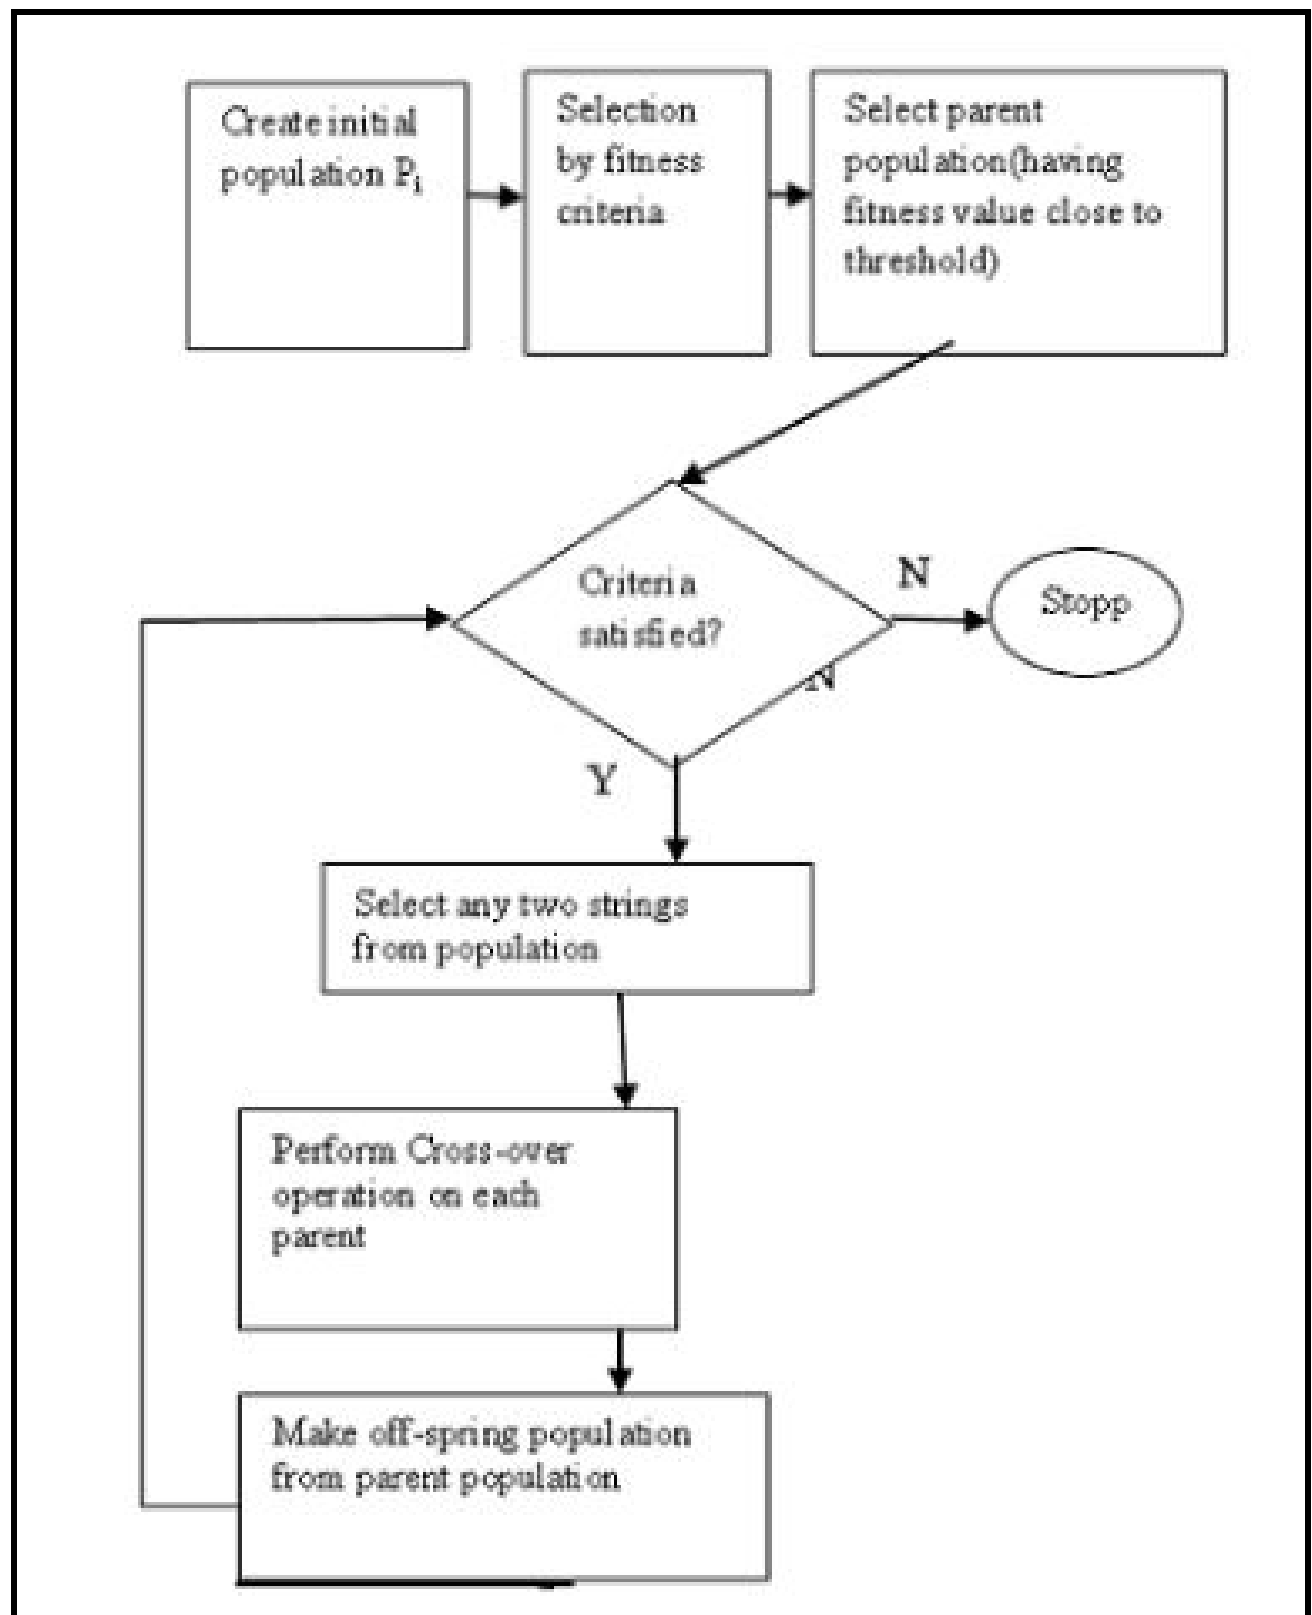 Create initial
population Pi
Selection
by fitness
criteria
Select parent
population(having
fitness value close to
threshold)
Criteria
satisfied?
N
Stopp
N
Y
Select any two strings
from population
Perform Cross-over
operation on each
parent
Make off-spring population
from parent population